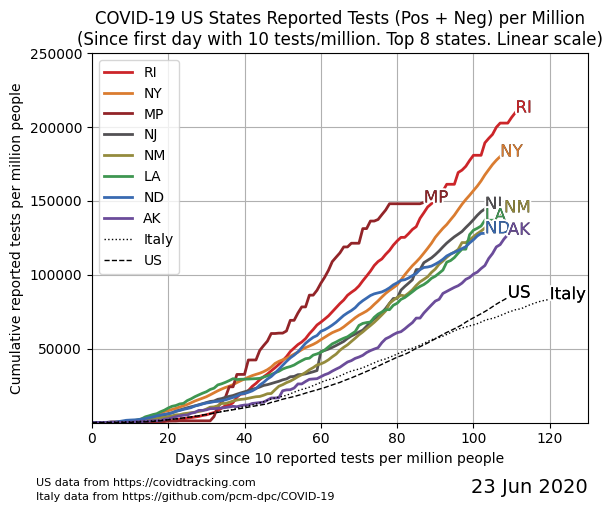 COVID-19 US States Reported Tests (Pos + Neg) per Million
(Since first day with 10 tests/million. Top 8 states. Linear scale)
Cumulative reported tests per million people
250000
200000
150000
100000
50000
RI
NY
MP
NJ
NM
LA
ND
AK
Italy
US
RI
NY
MP
NJ
NM
LA
ND
AK
US
Italy
0 20 40 60 80 100 120
Days since 10 reported tests per million people
US data from https://covidtracking.com
Italy data from https://github.com/pcm-dpc/COVID-19
23 Jun 2020